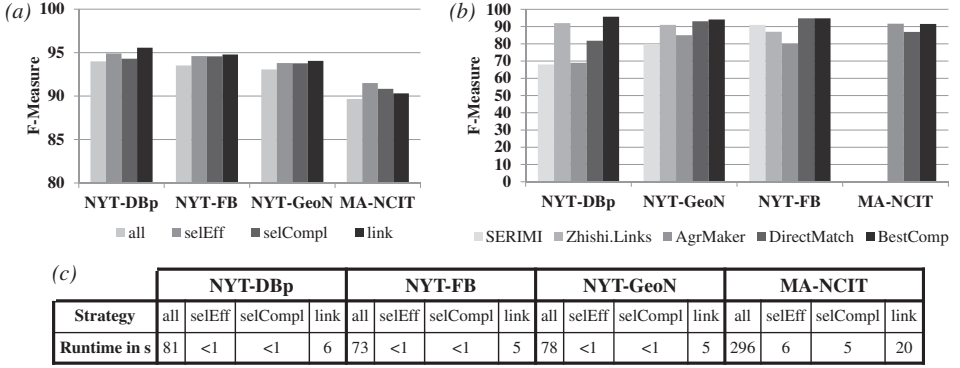 (a)
F-Measure
100
95
90
85
80
NYT-DBp NYT-FB NYT-GeoN MA-NCIT
all selEff selCompl link
(b)
F-Measure
100
90
80
70
60
50
40
30
20
10
0
NYT-DBp NYT-GeoN NYT-FB MA-NCIT
SERIMI Zhishi.Links AgrMaker DirectMatch BestComp
(c)
NYT-DBp NYT-FB NYT-GeoN MA-NCIT
Strategy all selEff selCompl link all selEff selCompl link all selEff selCompl link all selEff selCompl link
Runtime in s 81 <1 <1 6 73 <1 <1 5 78 <1 <1 5 296 6 5 20